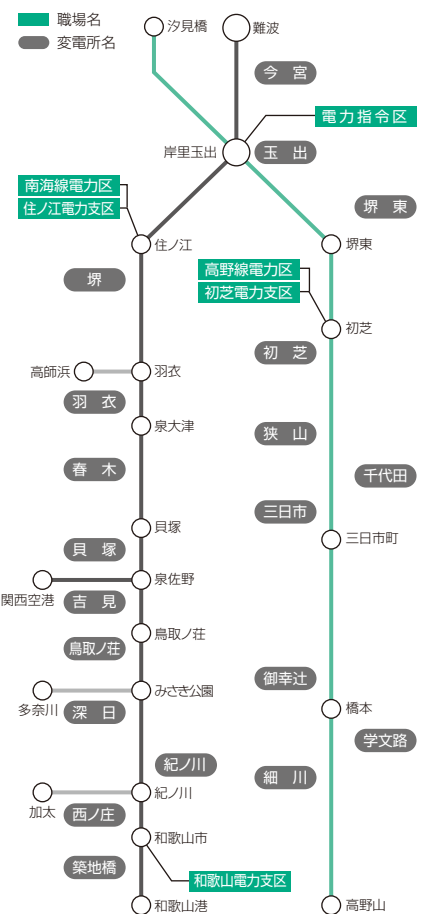 職場名
変電所名
汐見橋
難波
今宮
電力指令区
岸里玉出
玉出
南海線電力区
住ノ江電力支区
堺東
住ノ江
堺東
高野線電力区
初芝電力支区
堺
初芝
初芝
高師浜
羽衣
羽衣
泉大津
狭山
春木
千代田
三日市
貝塚
三日市町
貝塚
泉佐野
関西空港
吉見
鳥取ノ荘
鳥取ノ荘
御幸辻
みさき公園
多奈川
深日
橋本
学文路
紀ノ川
細川
紀ノ川
加太
西ノ庄
和歌山市
築地橋
和歌山電力支区
和歌山港
高野山